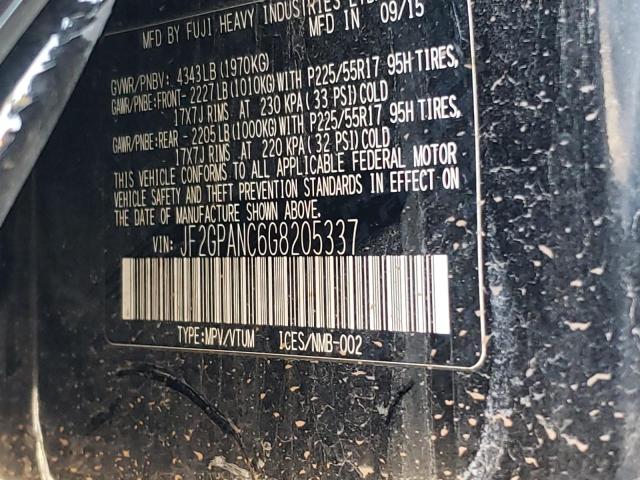 MFD BY FUJI HEAVY INDUSTRIES LTD.
MFD IN 09/15
GVWR/PNBV: 4343LB(1970KG)
GAWR/PNBE:FRONT- 2227LB(1010KG)WITH P225/55R17 95H TIRES,
17X7J RIMS AT 230 KPA(33 PSI)COLD
GAWR/PNBE:REAR - 2205LB(1000KG)WITH P225/55R17 95H TIRES,
17X7J RIMS AT 220 KPA(32 PSI)COLD
THIS VEHICLE CONFORMS TO ALL APPLICABLE FEDERAL MOTOR
VEHICLE SAFETY AND THEFT PREVENTION STANDARDS IN EFFECT ON
THE DATE OF MANUFACTURE SHOWN ABOVE.
VIN: JF2GPANC6G8205337
TYPE:MPV/VTUM ICES/NMB-002